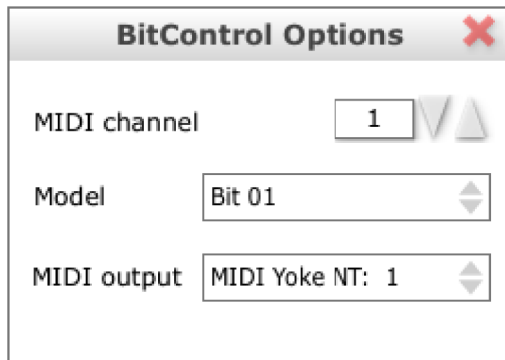 BitControl Options
MIDI channel 1
Model Bit 01
MIDI output MIDI Yoke NT: 1